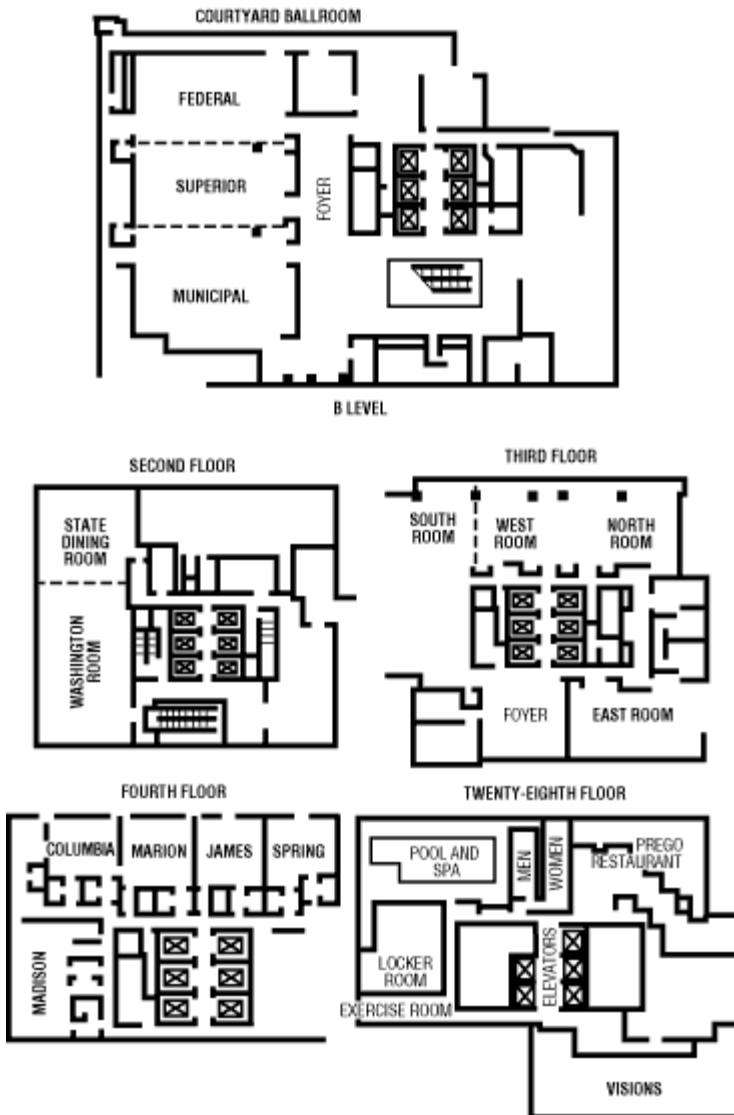 COURTYARD BALLROOM
FEDERAL
SUPERIOR
FOYER
MUNICIPAL
B LEVEL
SECOND FLOOR
STATE
DINING
ROOM
WASHINGTON
ROOM
THIRD FLOOR
SOUTH
ROOM
WEST
ROOM
NORTH
ROOM
FOYER
EAST ROOM
FOURTH FLOOR
COLUMBIA
MARION
JAMES
SPRING
MADISON
TWENTY-EIGHTH FLOOR
POOL AND
SPA
MEN
WOMEN
PREGO
RESTAURANT
LOCKER
ROOM
ELEVATORS
EXERCISE ROOM
VISIONS